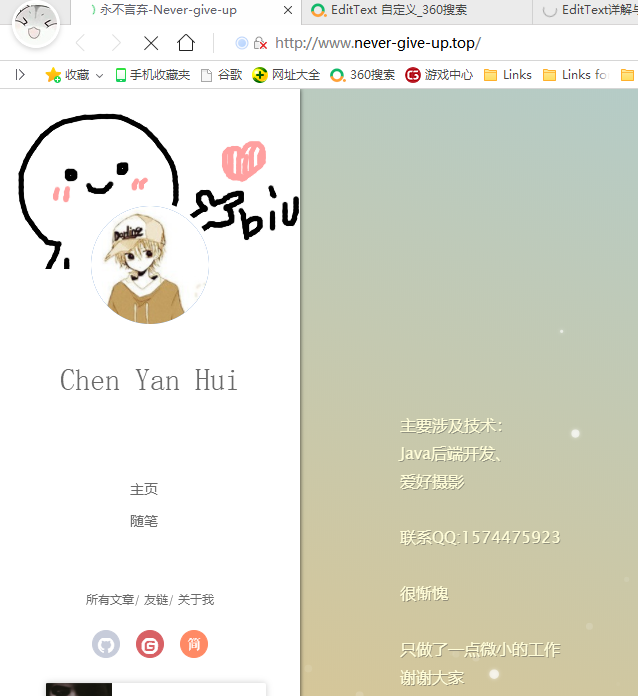 永不言弃-Never-give-up
EditText 自定义_360搜索
EditText详解
http://www.never-give-up.top/
收藏
手机收藏夹
谷歌
网址大全
360搜索
游戏中心
Links
Links fo
biu
Chen Yan Hui
主页
随笔
所有文章/ 友链/ 关于我
G
简
主要涉及技术:
Java后端开发、
爱好摄影
联系QQ:1574475923
很惭愧
只做了一点微小的工作
谢谢大家